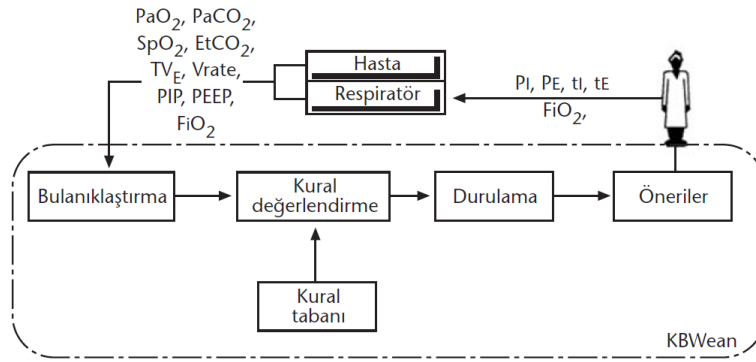 PaO2, PaCO2,
SpO2, EtCO2,
TVE, Vrate,
PIP, PEEP,
FiO2
Hasta
Respiratör
PI, PE, tI, tE
FiO2,
Bulanıklaştırma
Kural
değerlendirme
Durulama
Öneriler
Kural
tabanı
KBWean